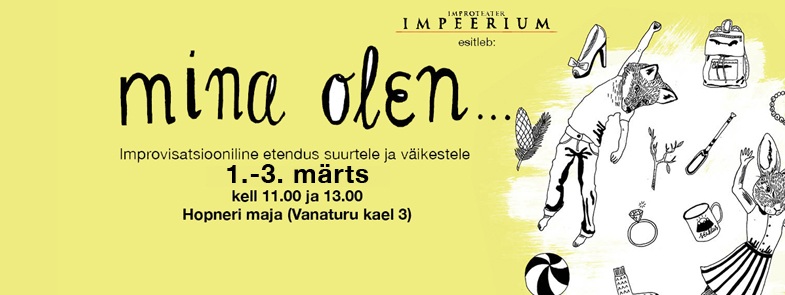 IMPROTEATER
IMPEERIUM
esitleb:
mina olen...
Improvisatsiooniline etendus suurtele ja väikestele
1.-3. märts
kell 11.00 ja 13.00
Hopneri maja (Vanaturu kael 3)